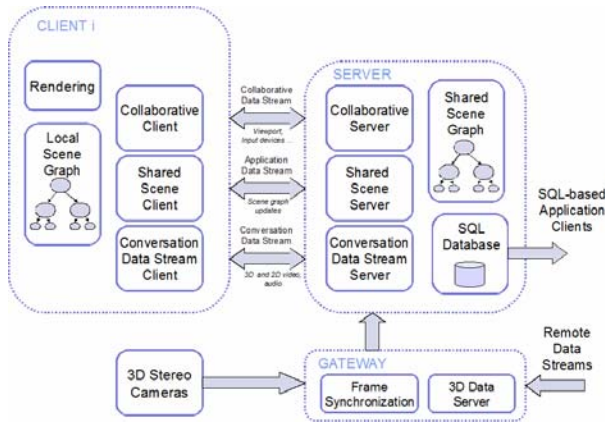 CLIENT i
Rendering
Local
Scene
Graph
Collaborative
Client
Shared
Scene
Client
Conversation
Data Stream
Client
Collaborative
Data Stream
Viewport,
Input devices ...
Application
Data Stream
Scene graph
updates
Conversation
Data Stream
3D and 2D video,
audio
SERVER
Collaborative
Server
Shared
Scene Server
Conversation
Data Stream
Server
Shared
Scene
Graph
SQL
Database
SQL-based
Application
Clients
3D Stereo
Cameras
GATEWAY
Frame
Synchronization
3D Data
Server
Remote
Data
Streams